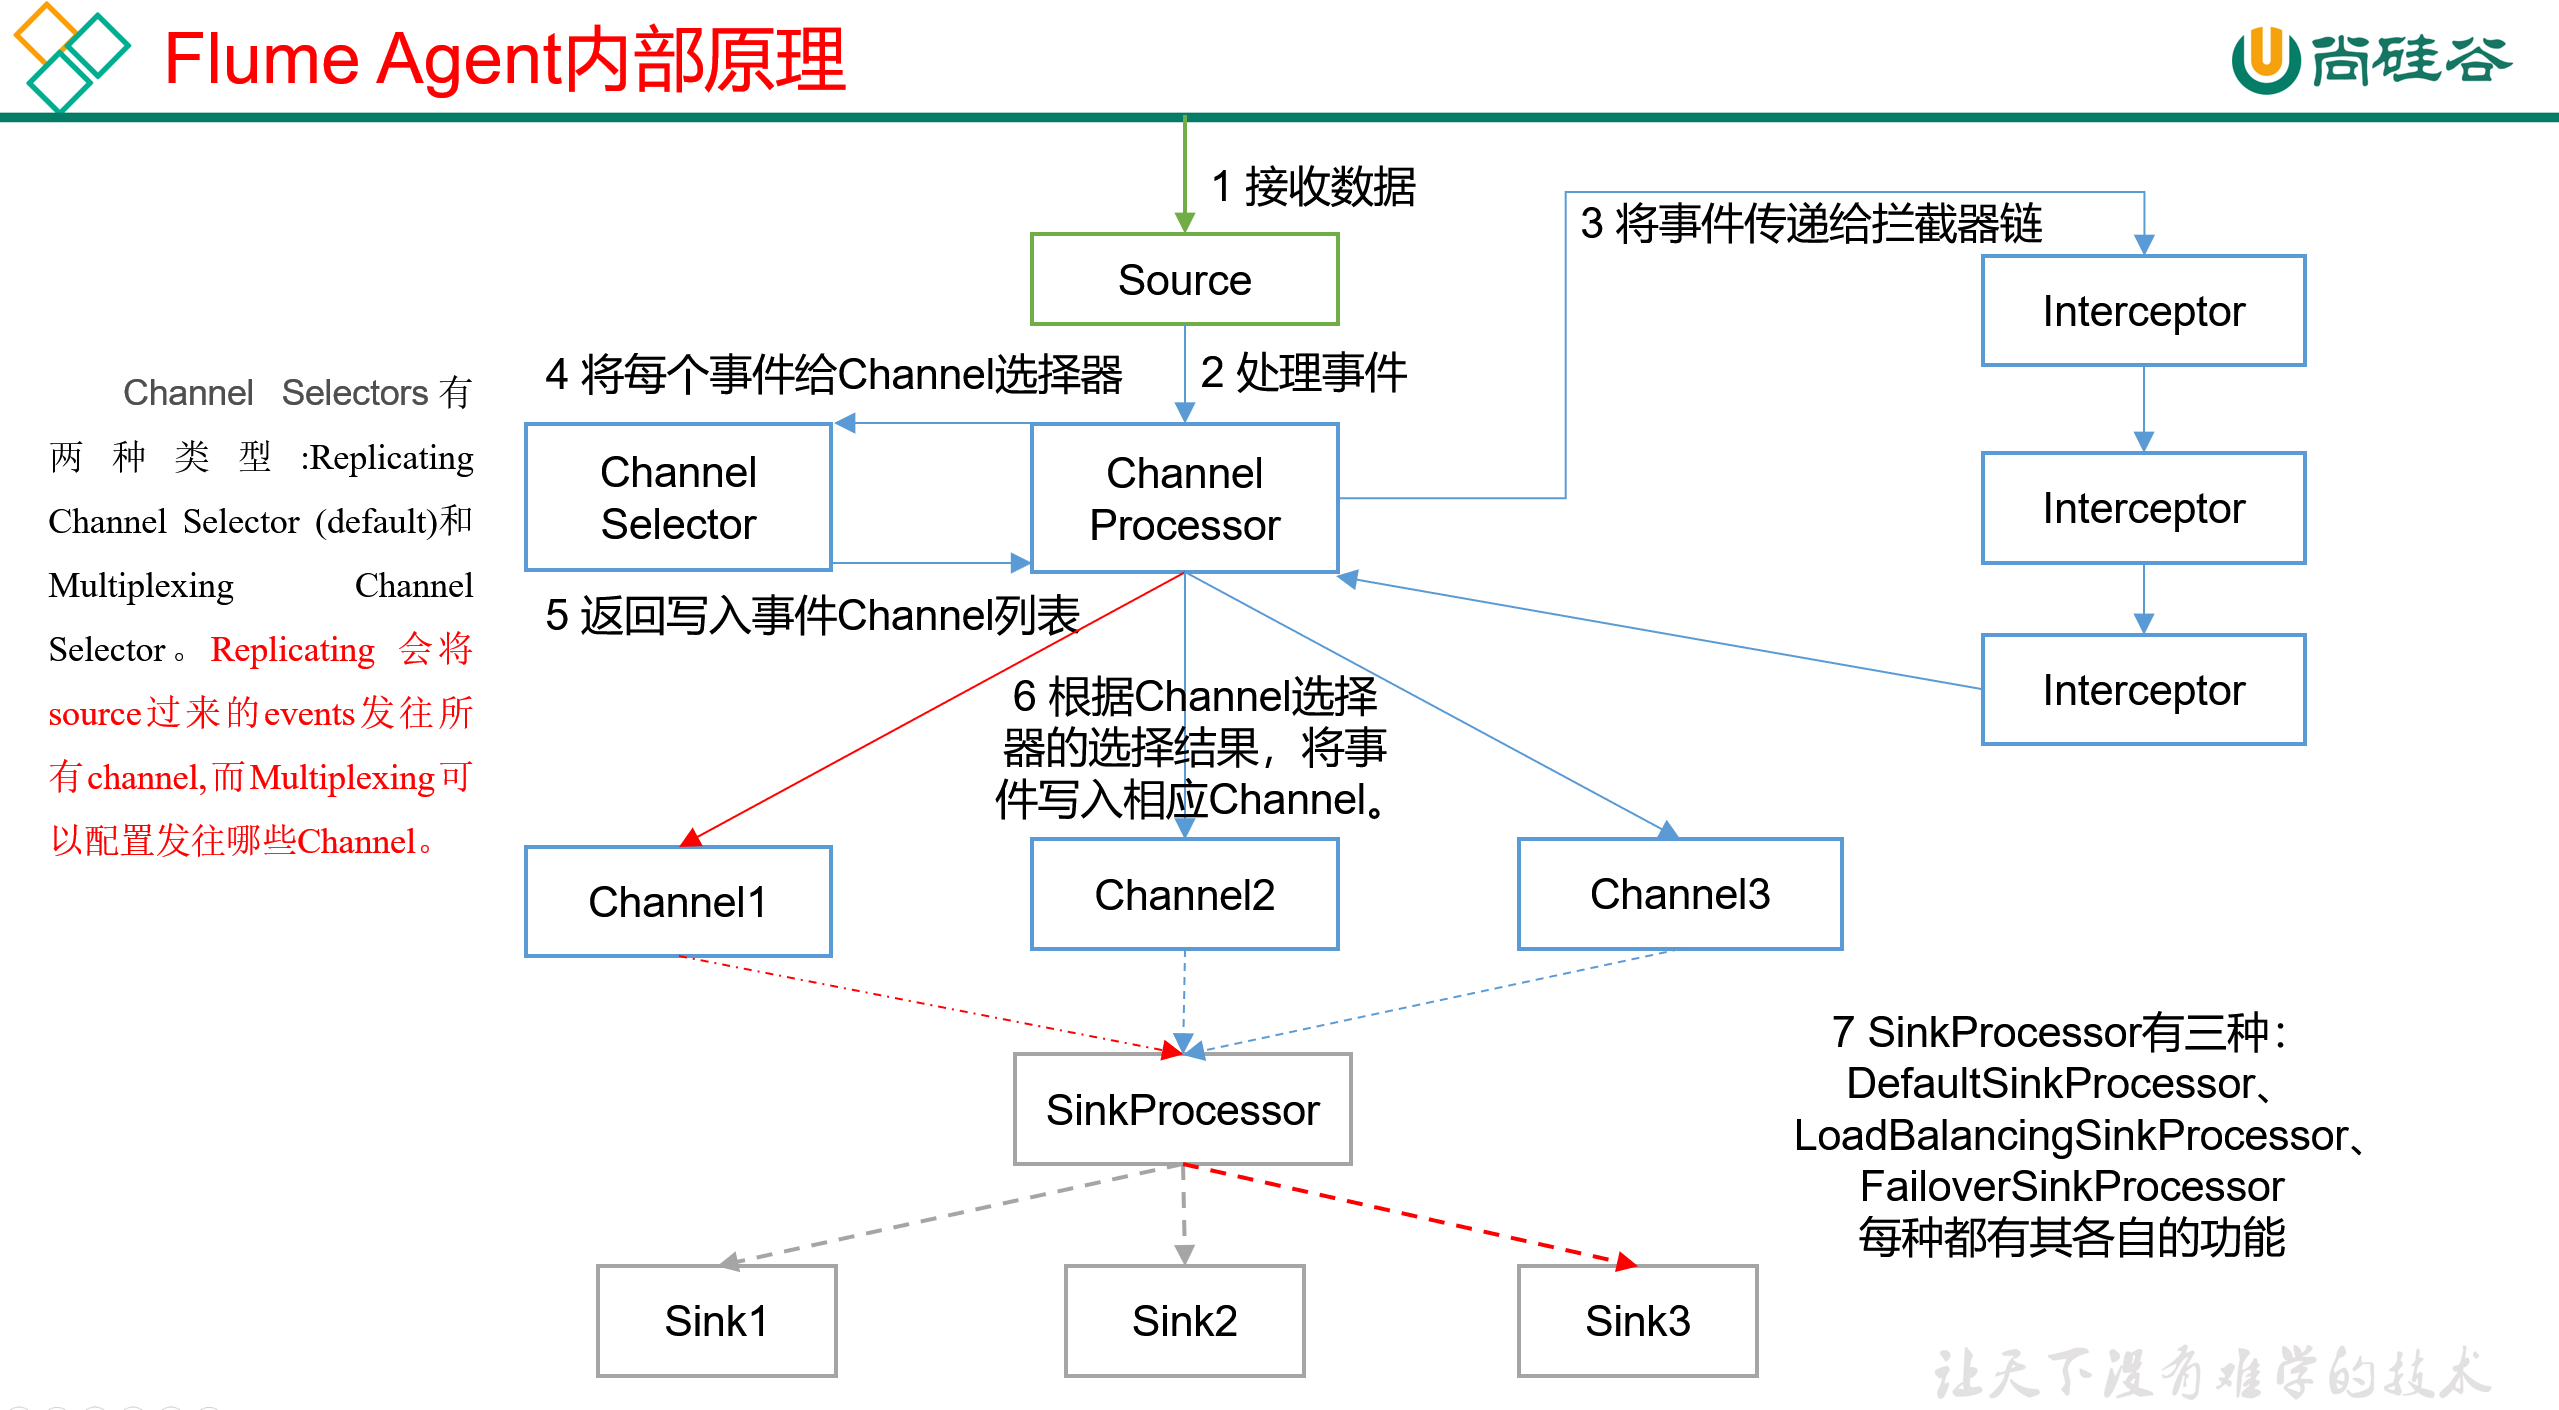 Flume Agent内部原理
尚硅谷
1 接收数据
3 将事件传递给拦截器链
Source
Interceptor
4 将每个事件给Channel选择器
2 处理事件
Channel Selectors有
两种类型:Replicating
Channel Selector (default)和
Multiplexing Channel
Selector。Replicating 会将
source过来的events发往所
有channel,而Multiplexing可
以配置发往哪些Channel。
Channel
Selector
Channel
Processor
Interceptor
5 返回写入事件Channel列表
Interceptor
6 根据Channel选择
器的选择结果，将事
件写入相应Channel。
Channel1
Channel2
Channel3
SinkProcessor
7 SinkProcessor有三种：
DefaultSinkProcessor、
LoadBalancingSinkProcessor、
FailoverSinkProcessor
每种都有其各自的功能
Sink1
Sink2
Sink3
让天下没有难学的技术